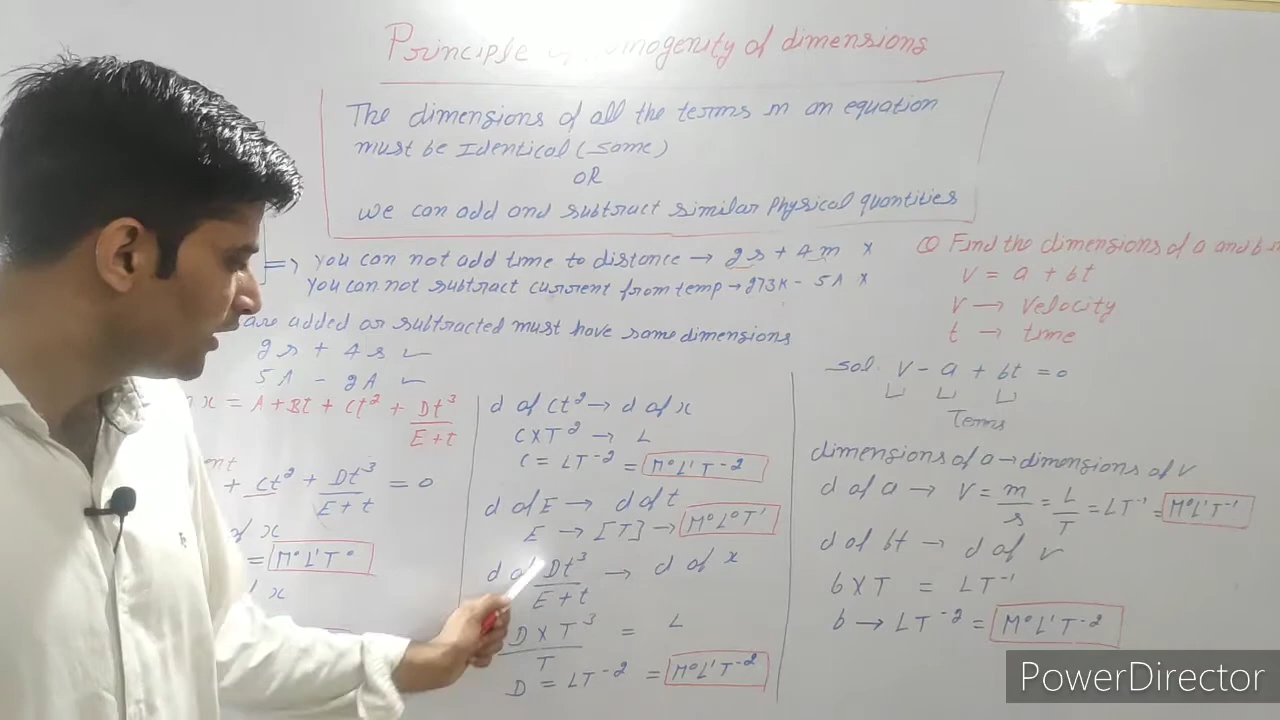 Principle of homogenity of dimensions
The dimensions of all the terms in an equation
must be Identical (Same)
OR
we can add and subtract similar Physical quantities
=> you can not add time to distance → 2s + 4m ×
You can not subtract current from temp → 273K - 5A ×
are added or subtracted must have same dimensions
2s + 4s ✓
5A - 2A ✓
x = A + Bt + Ct² + Dt³/E+t
+ Ct² + Dt³/E+t = 0
of x
= M⁰L¹T⁰
x
d of Ct² → d of x
C×T² → L
C = LT⁻² = M⁰L¹T⁻²
d of E → d of t
E → [T] → M⁰L⁰T¹
d of Dt³/E+t → d of x
D×T³/T = L
D = LT⁻² = M⁰L¹T⁻²
Q Find the dimensions of a and b
V = a + bt
V → Velocity
t → time
Sol. V - a + bt = 0
Terms
dimensions of a → dimensions of V
d of a → V = m/s = L/T = LT⁻¹ = M⁰L¹T⁻¹
d of bt → d of V
b×T = LT⁻¹
b → LT⁻² = M⁰L¹T⁻²
PowerDirector